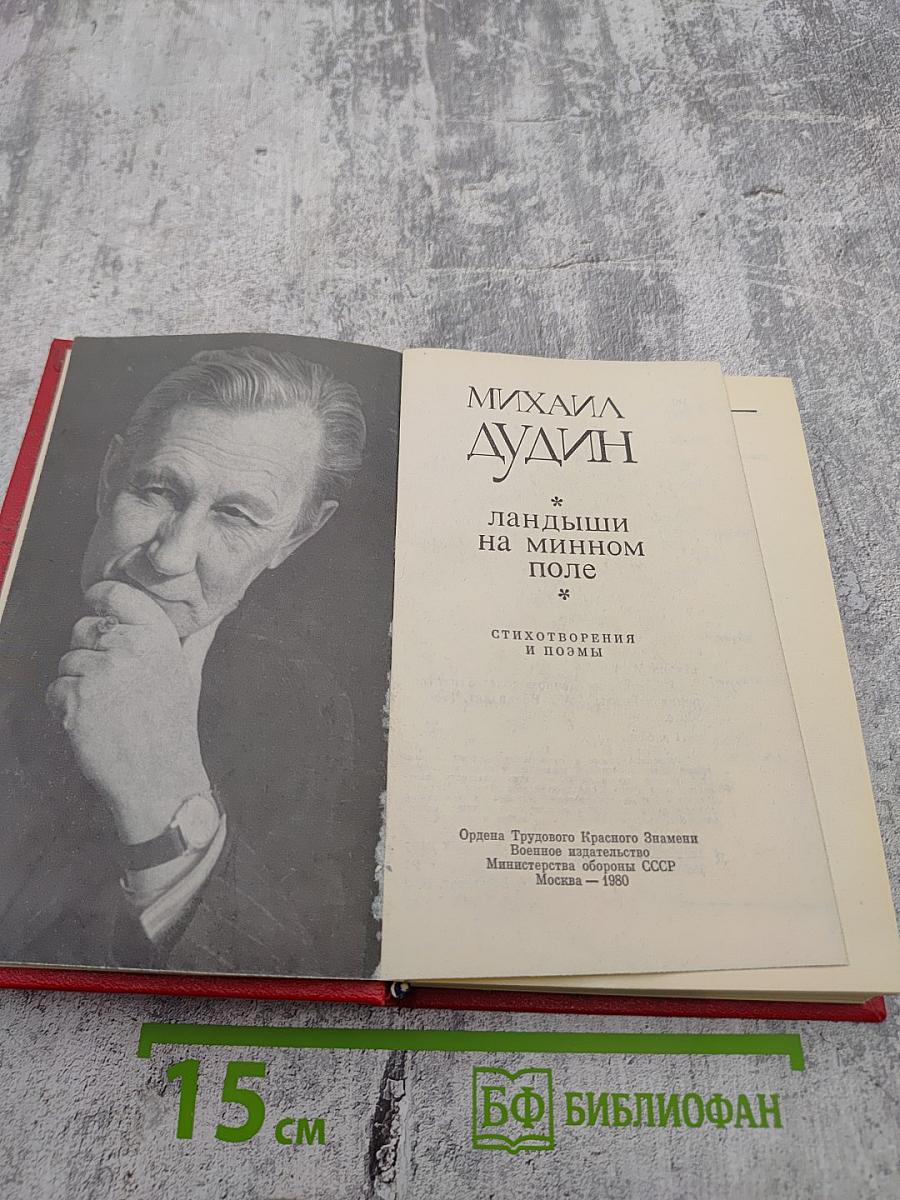 МИХАИЛ
ДУДИН
*
ЛАНДЫШИ
НА МИННОМ
ПОЛЕ
*
СТИХОТВОРЕНИЯ
И ПОЭМЫ
Ордена Трудового Красного Знамени
Военное издательство
Министерства обороны СССР
Москва — 1980
15 см
БФ БИБЛИОФАН